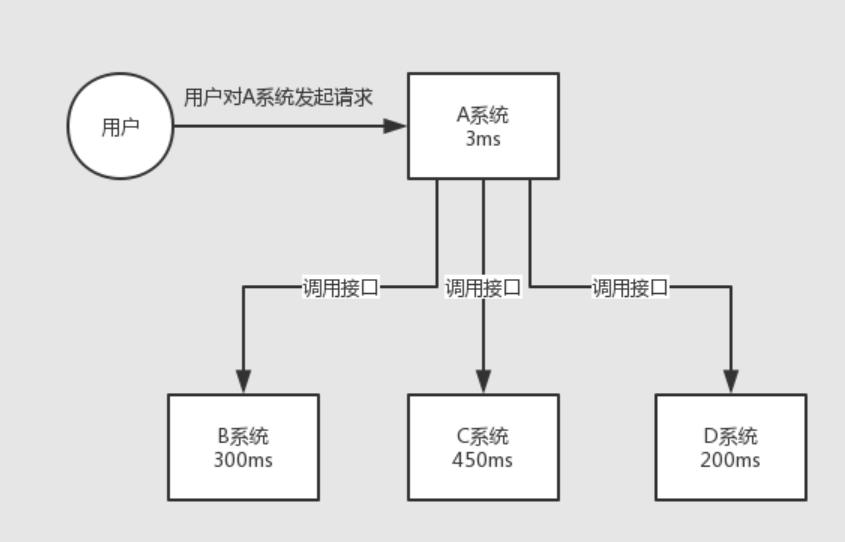 用户对A系统发起请求
用户
A系统
3ms
调用接口
调用接口
调用接口
B系统
300ms
C系统
450ms
D系统
200ms